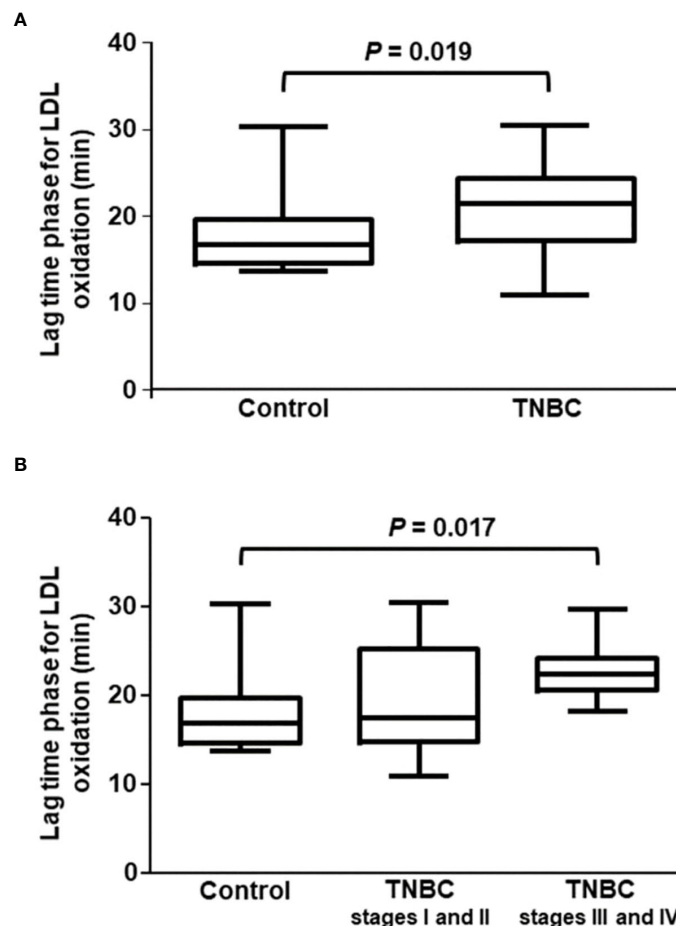 A
40
P = 0.019
30
20
10
0
Lag time phase for LDL
oxidation (min)
Control TNBC
B
40
P = 0.017
30
20
10
0
Lag time phase for LDL
oxidation (min)
Control TNBC TNBC
stages I and II stages III and IV